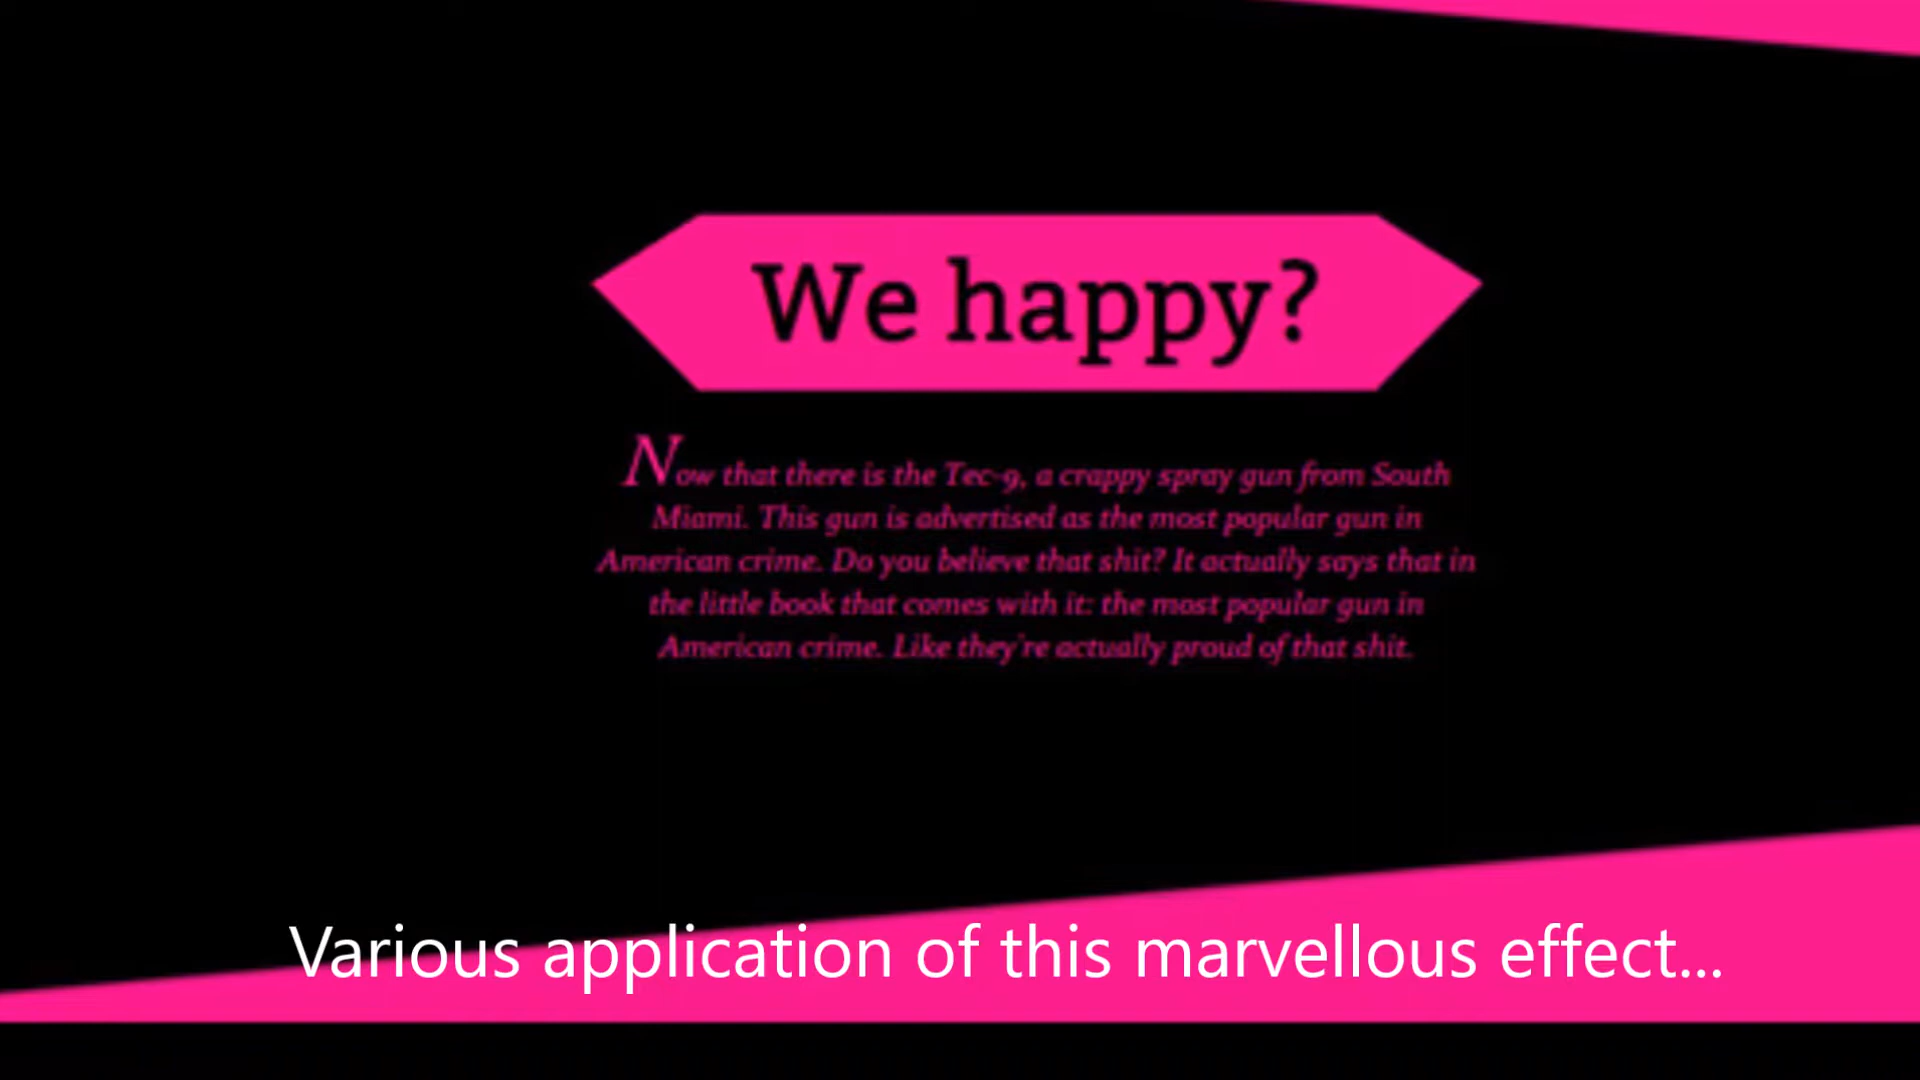 We happy?
Now that there is the Tec-9, a crappy spray gun from South
Miami. This gun is advertised as the most popular gun in
American crime. Do you believe that shit? It actually says that in
the little book that comes with it: the most popular gun in
American crime. Like they're actually proud of that shit.
Various application of this marvellous effect...